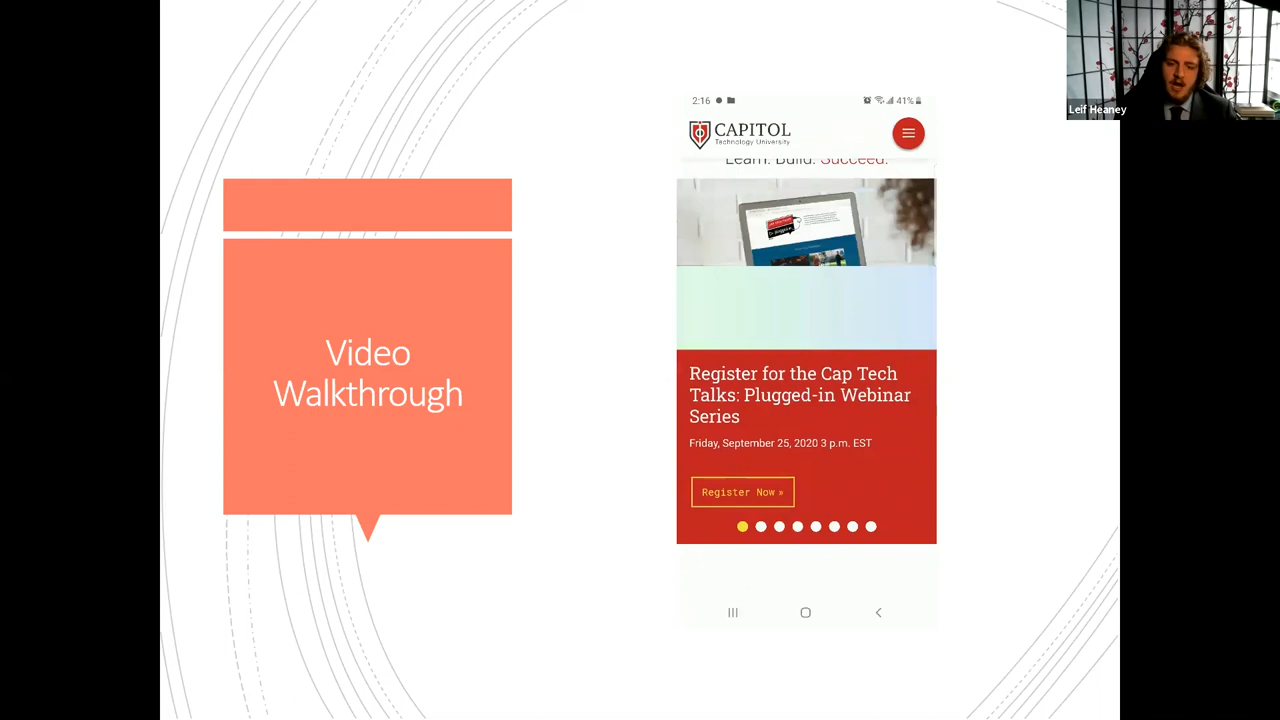 Leif Heaney
Video
Walkthrough
2:16
41%
CAPITOL
Technology University
Learn. Build. Succeed.
Register for the Cap Tech
Talks: Plugged-in Webinar
Series
Friday, September 25, 2020 3 p.m. EST
Register Now »